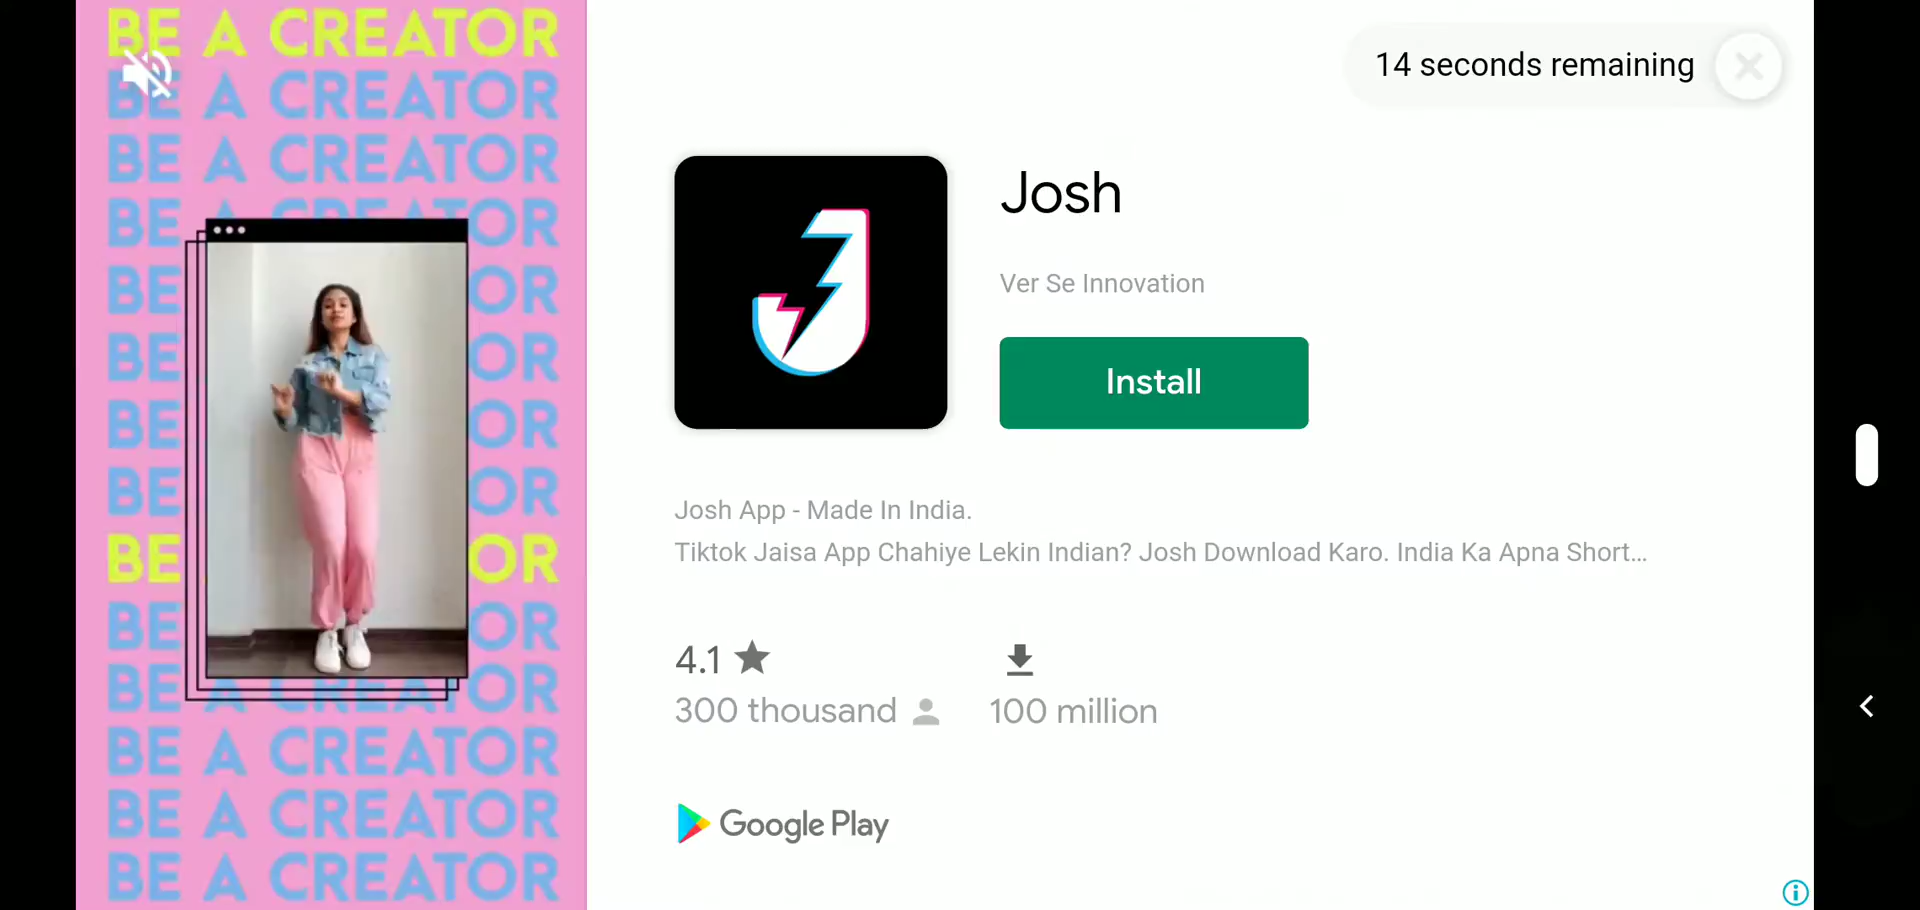 BE A CREATOR
BE A CREATOR
BE A CREATOR
BE A CREATOR
BE OR
BE OR
BE OR
BE OR
BE OR
BE OR
BE A CREATOR
BE A CREATOR
BE A CREATOR
BE A CREATOR
14 seconds remaining
Josh
Ver Se Innovation
Install
Josh App - Made In India.
Tiktok Jaisa App Chahiye Lekin Indian? Josh Download Karo. India Ka Apna Short...
4.1
300 thousand
100 million
Google Play